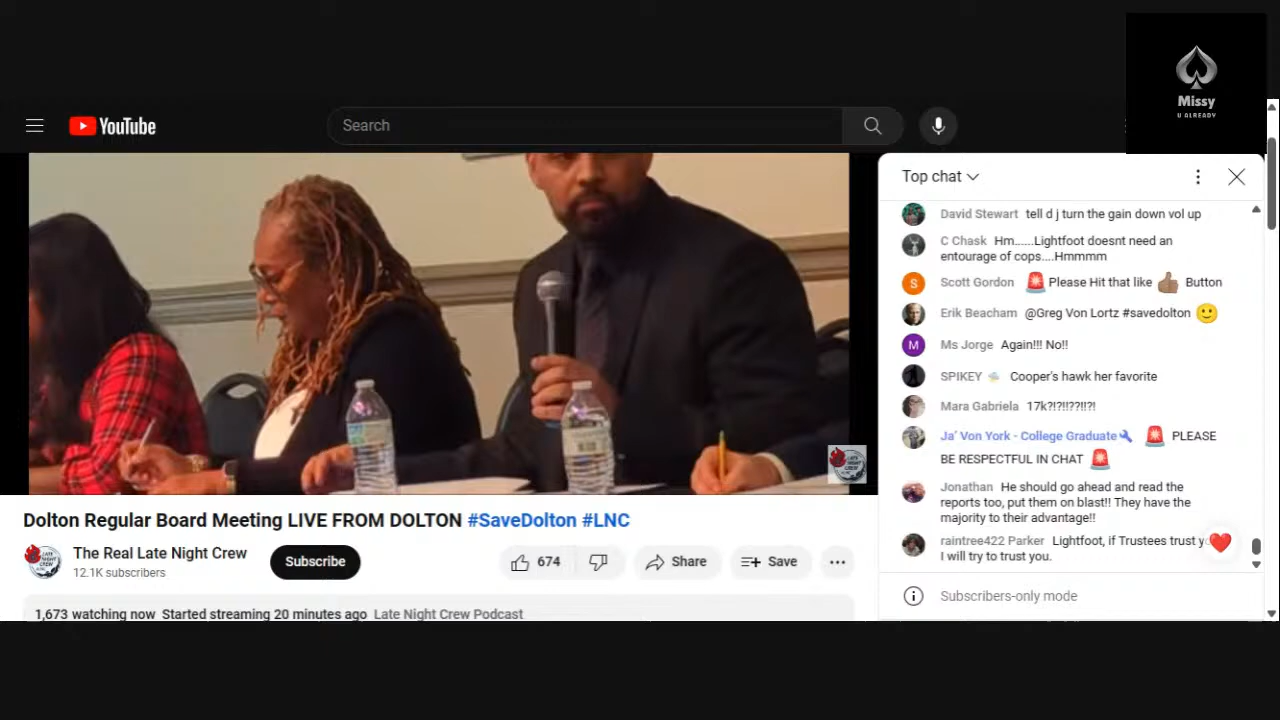 Missy
U ALREADY
YouTube
Search
Top chat
David Stewart tell d j turn the gain down vol up
C Chask Hm......Lightfoot doesnt need an
entourage of cops....Hmmmm
S
Scott Gordon 🚨Please Hit that like 👍🏽 Button
Erik Beacham @Greg Von Lortz #savedolton 🙂
M
Ms Jorge Again!!! No!!
SPIKEY Cooper's hawk her favorite
Mara Gabriela 17k?!?!!??!!?!
Ja' Von York - College Graduate🔧 🚨 PLEASE
BE RESPECTFUL IN CHAT 🚨
Jonathan He should go ahead and read the
reports too, put them on blast!! They have the
majority to their advantage!!
raintree422 Parker Lightfoot, if Trustees trust
I will try to trust you.
Subscribers-only mode
LATE NIGHT CREW
Dolton Regular Board Meeting LIVE FROM DOLTON #SaveDolton #LNC
The Real Late Night Crew
12.1K subscribers
Subscribe
674
Share
Save
1,673 watching now Started streaming 20 minutes ago Late Night Crew Podcast